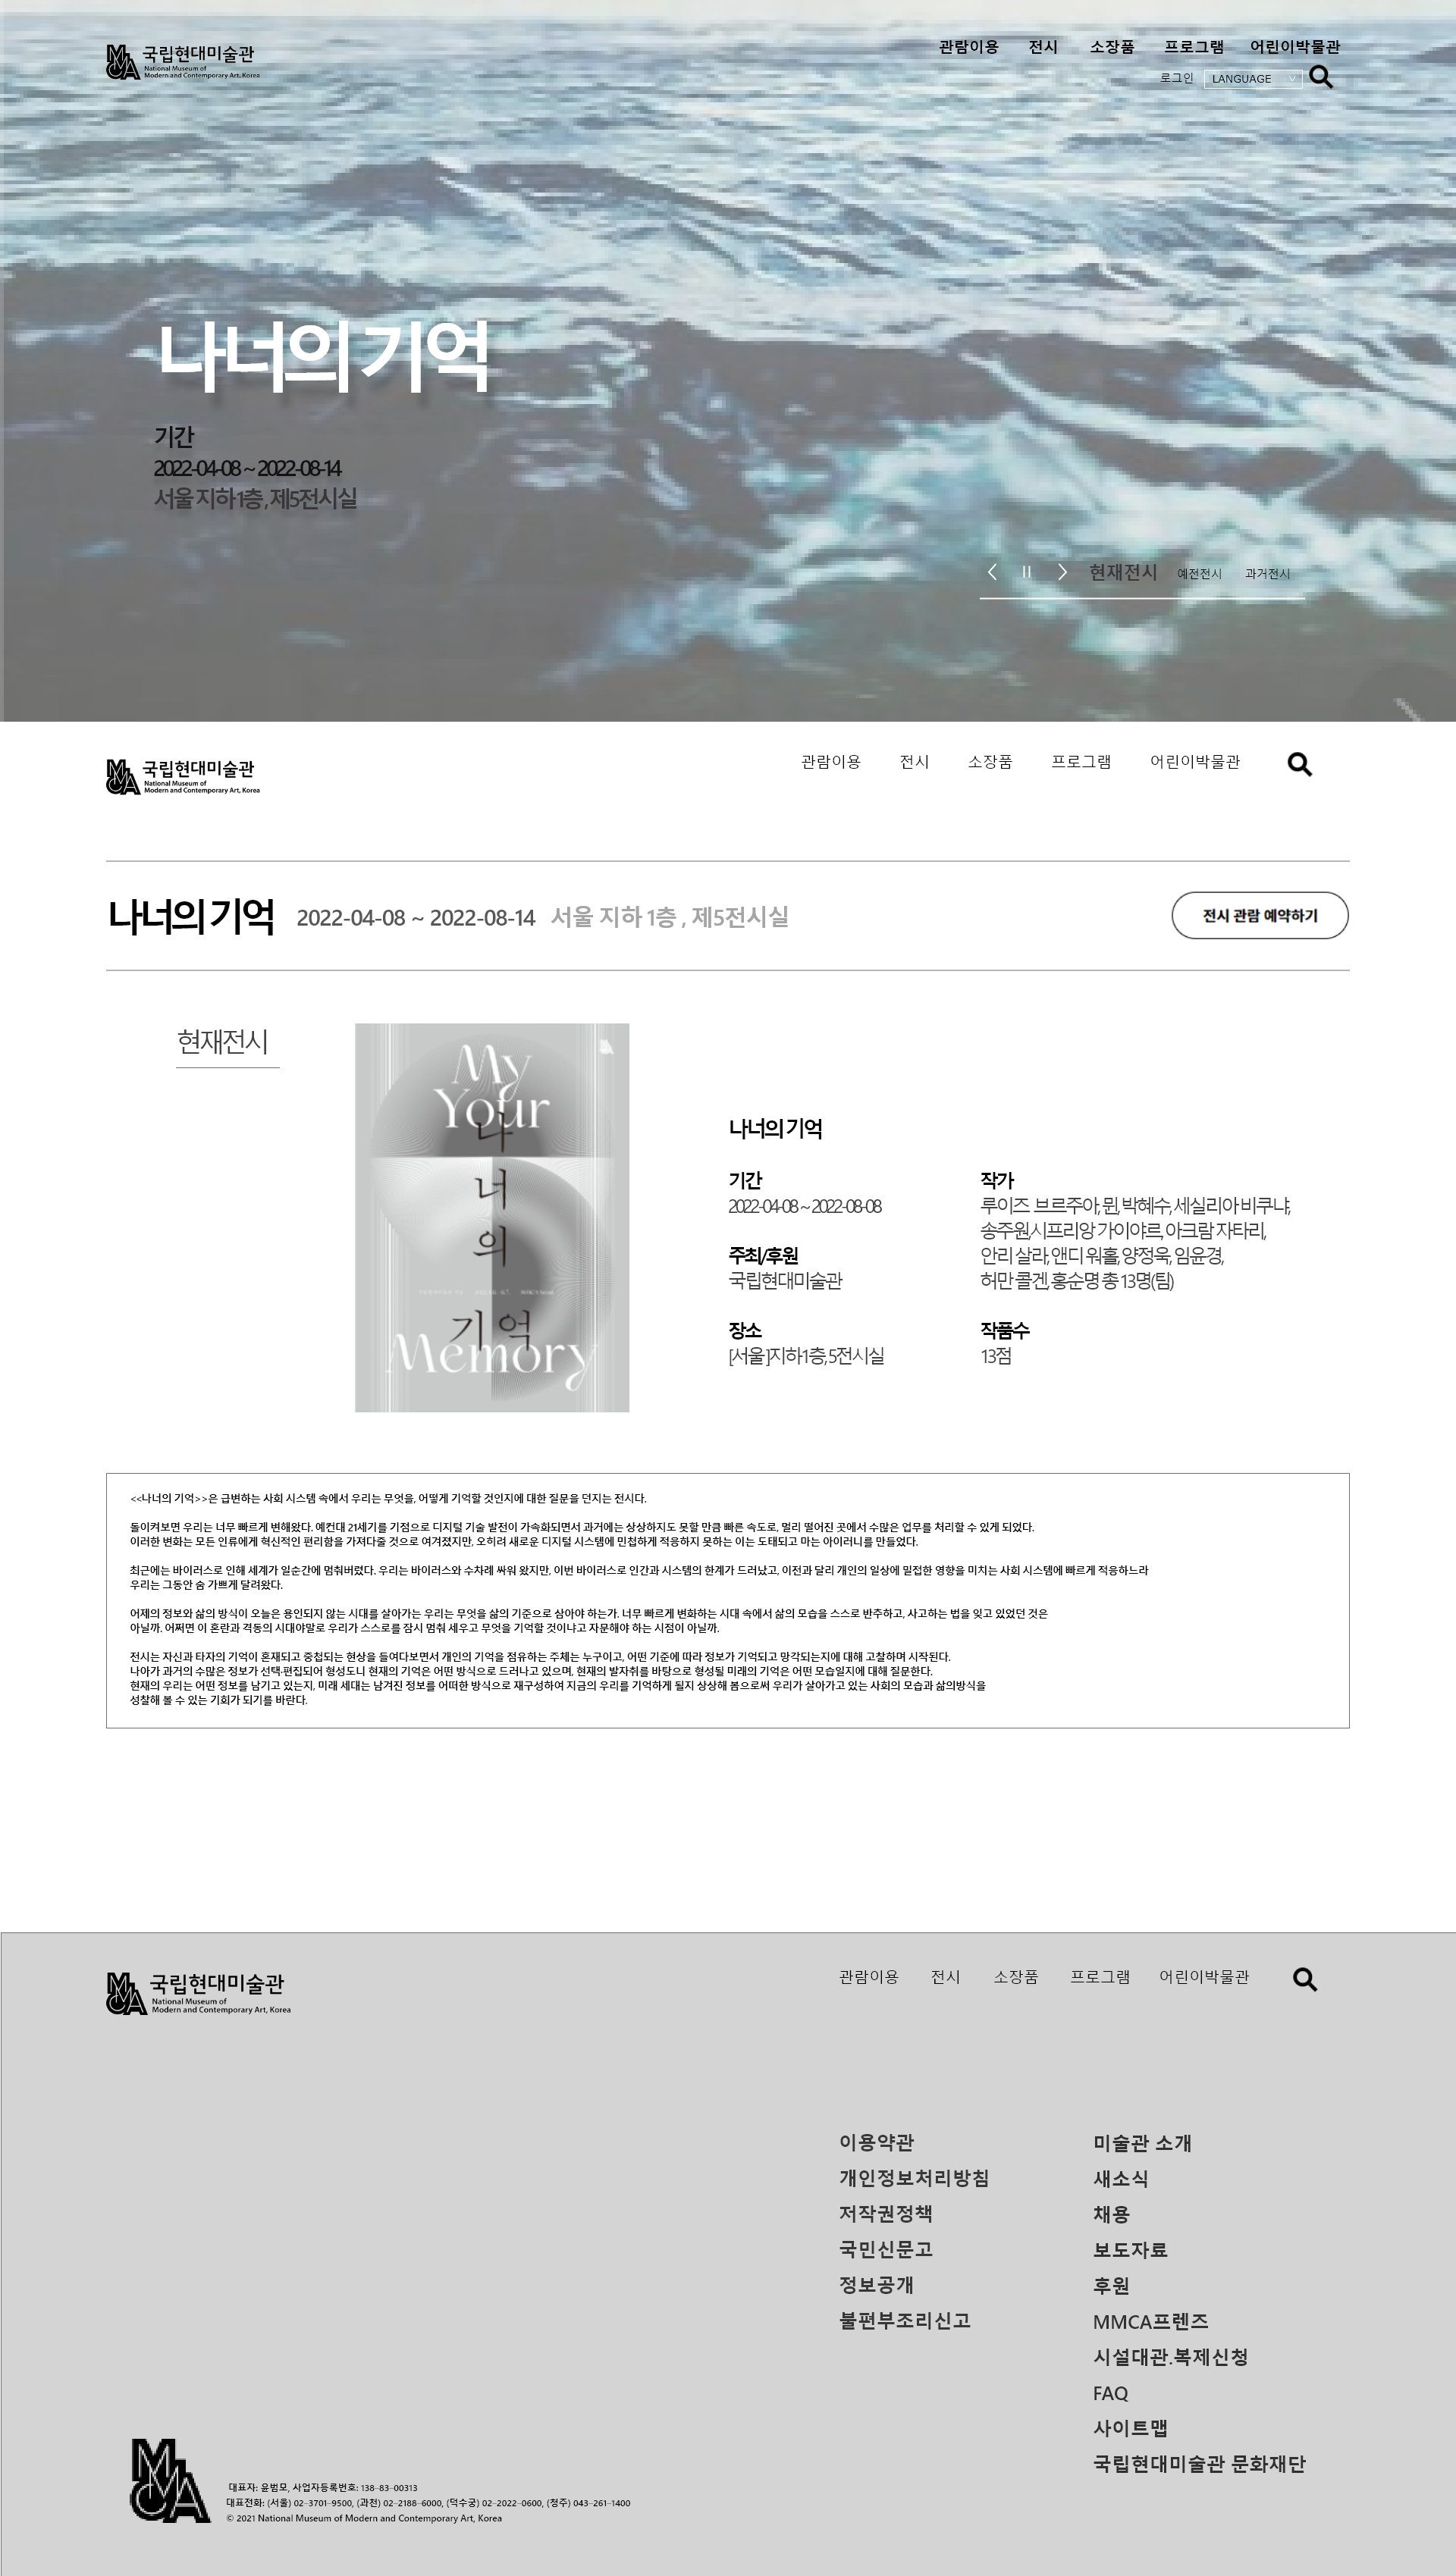 국립현대미술관
National Museum of
Modern and Contemporary Art, Korea
관람이용 전시 소장품 프로그램 어린이박물관
로그인 LANGUAGE
나너의 기억
기간
2022-04-08 ~ 2022-08-14
서울 지하 1층 , 제5전시실
현재전시 예전전시 과거전시
국립현대미술관
National Museum of
Modern and Contemporary Art, Korea
관람이용 전시 소장품 프로그램 어린이박물관
나너의 기억 2022-04-08 ~ 2022-08-14 서울 지하 1층 , 제5전시실
전시 관람 예약하기
현재전시
My
Your
나
너
의
기억
Memory
나너의 기억
기간
2022-04-08 ~ 2022-08-08
주최/후원
국립현대미술관
장소
[서울]지하1층, 5전시실
작가
루이즈 브르주아, 뮌, 박혜수, 세실리아 비쿠냐,
송주원,시프리앙 가이야르, 아크람 자타리,
안리 살라, 앤디 워홀, 양정욱, 임윤경,
허만 콜겐, 홍순명 총 13명(팀)
작품수
13점
<<나너의 기억>>은 급변하는 사회 시스템 속에서 우리는 무엇을, 어떻게 기억할 것인지에 대한 질문을 던지는 전시다.
돌이켜보면 우리는 너무 빠르게 변해왔다. 예컨대 21세기를 기점으로 디지털 기술 발전이 가속화되면서 과거에는 상상하지도 못할 만큼 빠른 속도로, 멀리 떨어진 곳에서 수많은 업무를 처리할 수 있게 되었다.
이러한 변화는 모든 인류에게 혁신적인 편리함을 가져다줄 것으로 여겨졌지만, 오히려 새로운 디지털 시스템에 민첩하게 적응하지 못하는 이는 도태되고 마는 아이러니를 만들었다.
최근에는 바이러스로 인해 세계가 일순간에 멈춰버렸다. 우리는 바이러스와 수차례 싸워 왔지만, 이번 바이러스로 인간과 시스템의 한계가 드러났고, 이전과 달리 개인의 일상에 밀접한 영향을 미치는 사회 시스템에 빠르게 적응하느라
우리는 그동안 숨 가쁘게 달려왔다.
어제의 정보와 삶의 방식이 오늘은 용인되지 않는 시대를 살아가는 우리는 무엇을 삶의 기준으로 삼아야 하는가. 너무 빠르게 변화하는 시대 속에서 삶의 모습을 스스로 반추하고, 사고하는 법을 잊고 있었던 것은
아닐까. 어쩌면 이 혼란과 격동의 시대야말로 우리가 스스로를 잠시 멈춰 세우고 무엇을 기억할 것이냐고 자문해야 하는 시점이 아닐까.
전시는 자신과 타자의 기억이 혼재되고 중첩되는 현상을 들여다보면서 개인의 기억을 점유하는 주체는 누구이고, 어떤 기준에 따라 정보가 기억되고 망각되는지에 대해 고찰하며 시작된다.
나아가 과거의 수많은 정보가 선택·편집되어 형성도니 현재의 기억은 어떤 방식으로 드러나고 있으며, 현재의 발자취를 바탕으로 형성될 미래의 기억은 어떤 모습일지에 대해 질문한다.
현재의 우리는 어떤 정보를 남기고 있는지, 미래 세대는 남겨진 정보를 어떠한 방식으로 재구성하여 지금의 우리를 기억하게 될지 상상해 봄으로써 우리가 살아가고 있는 사회의 모습과 삶의방식을
성찰해 볼 수 있는 기회가 되기를 바란다.
국립현대미술관
National Museum of
Modern and Contemporary Art, Korea
관람이용 전시 소장품 프로그램 어린이박물관
이용약관
개인정보처리방침
저작권정책
국민신문고
정보공개
불편부조리신고
미술관 소개
새소식
채용
보도자료
후원
MMCA프렌즈
시설대관.복제신청
FAQ
사이트맵
국립현대미술관 문화재단
대표자: 윤범모, 사업자등록번호: 138-83-00313
대표전화: (서울) 02-3701-9500, (과천) 02-2188-6000, (덕수궁) 02-2022-0600, (청주) 043-261-1400
© 2021 National Museum of Modern and Contemporary Art, Korea